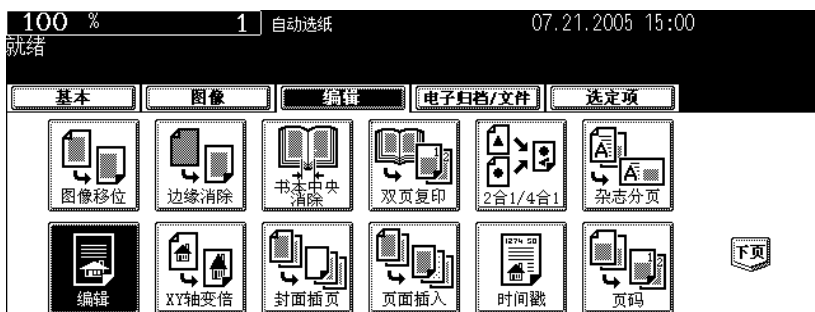 100 % 1 自动选纸 07.21.2005 15:00
就绪
基本 图像 编辑 电子归档/文件 选定项
图像移位 边缘消除 书本中央消除 双页复印 2合1/4合1 杂志分页
编辑 XY轴变倍 封面插页 页面插入 时间戳 页码 下页